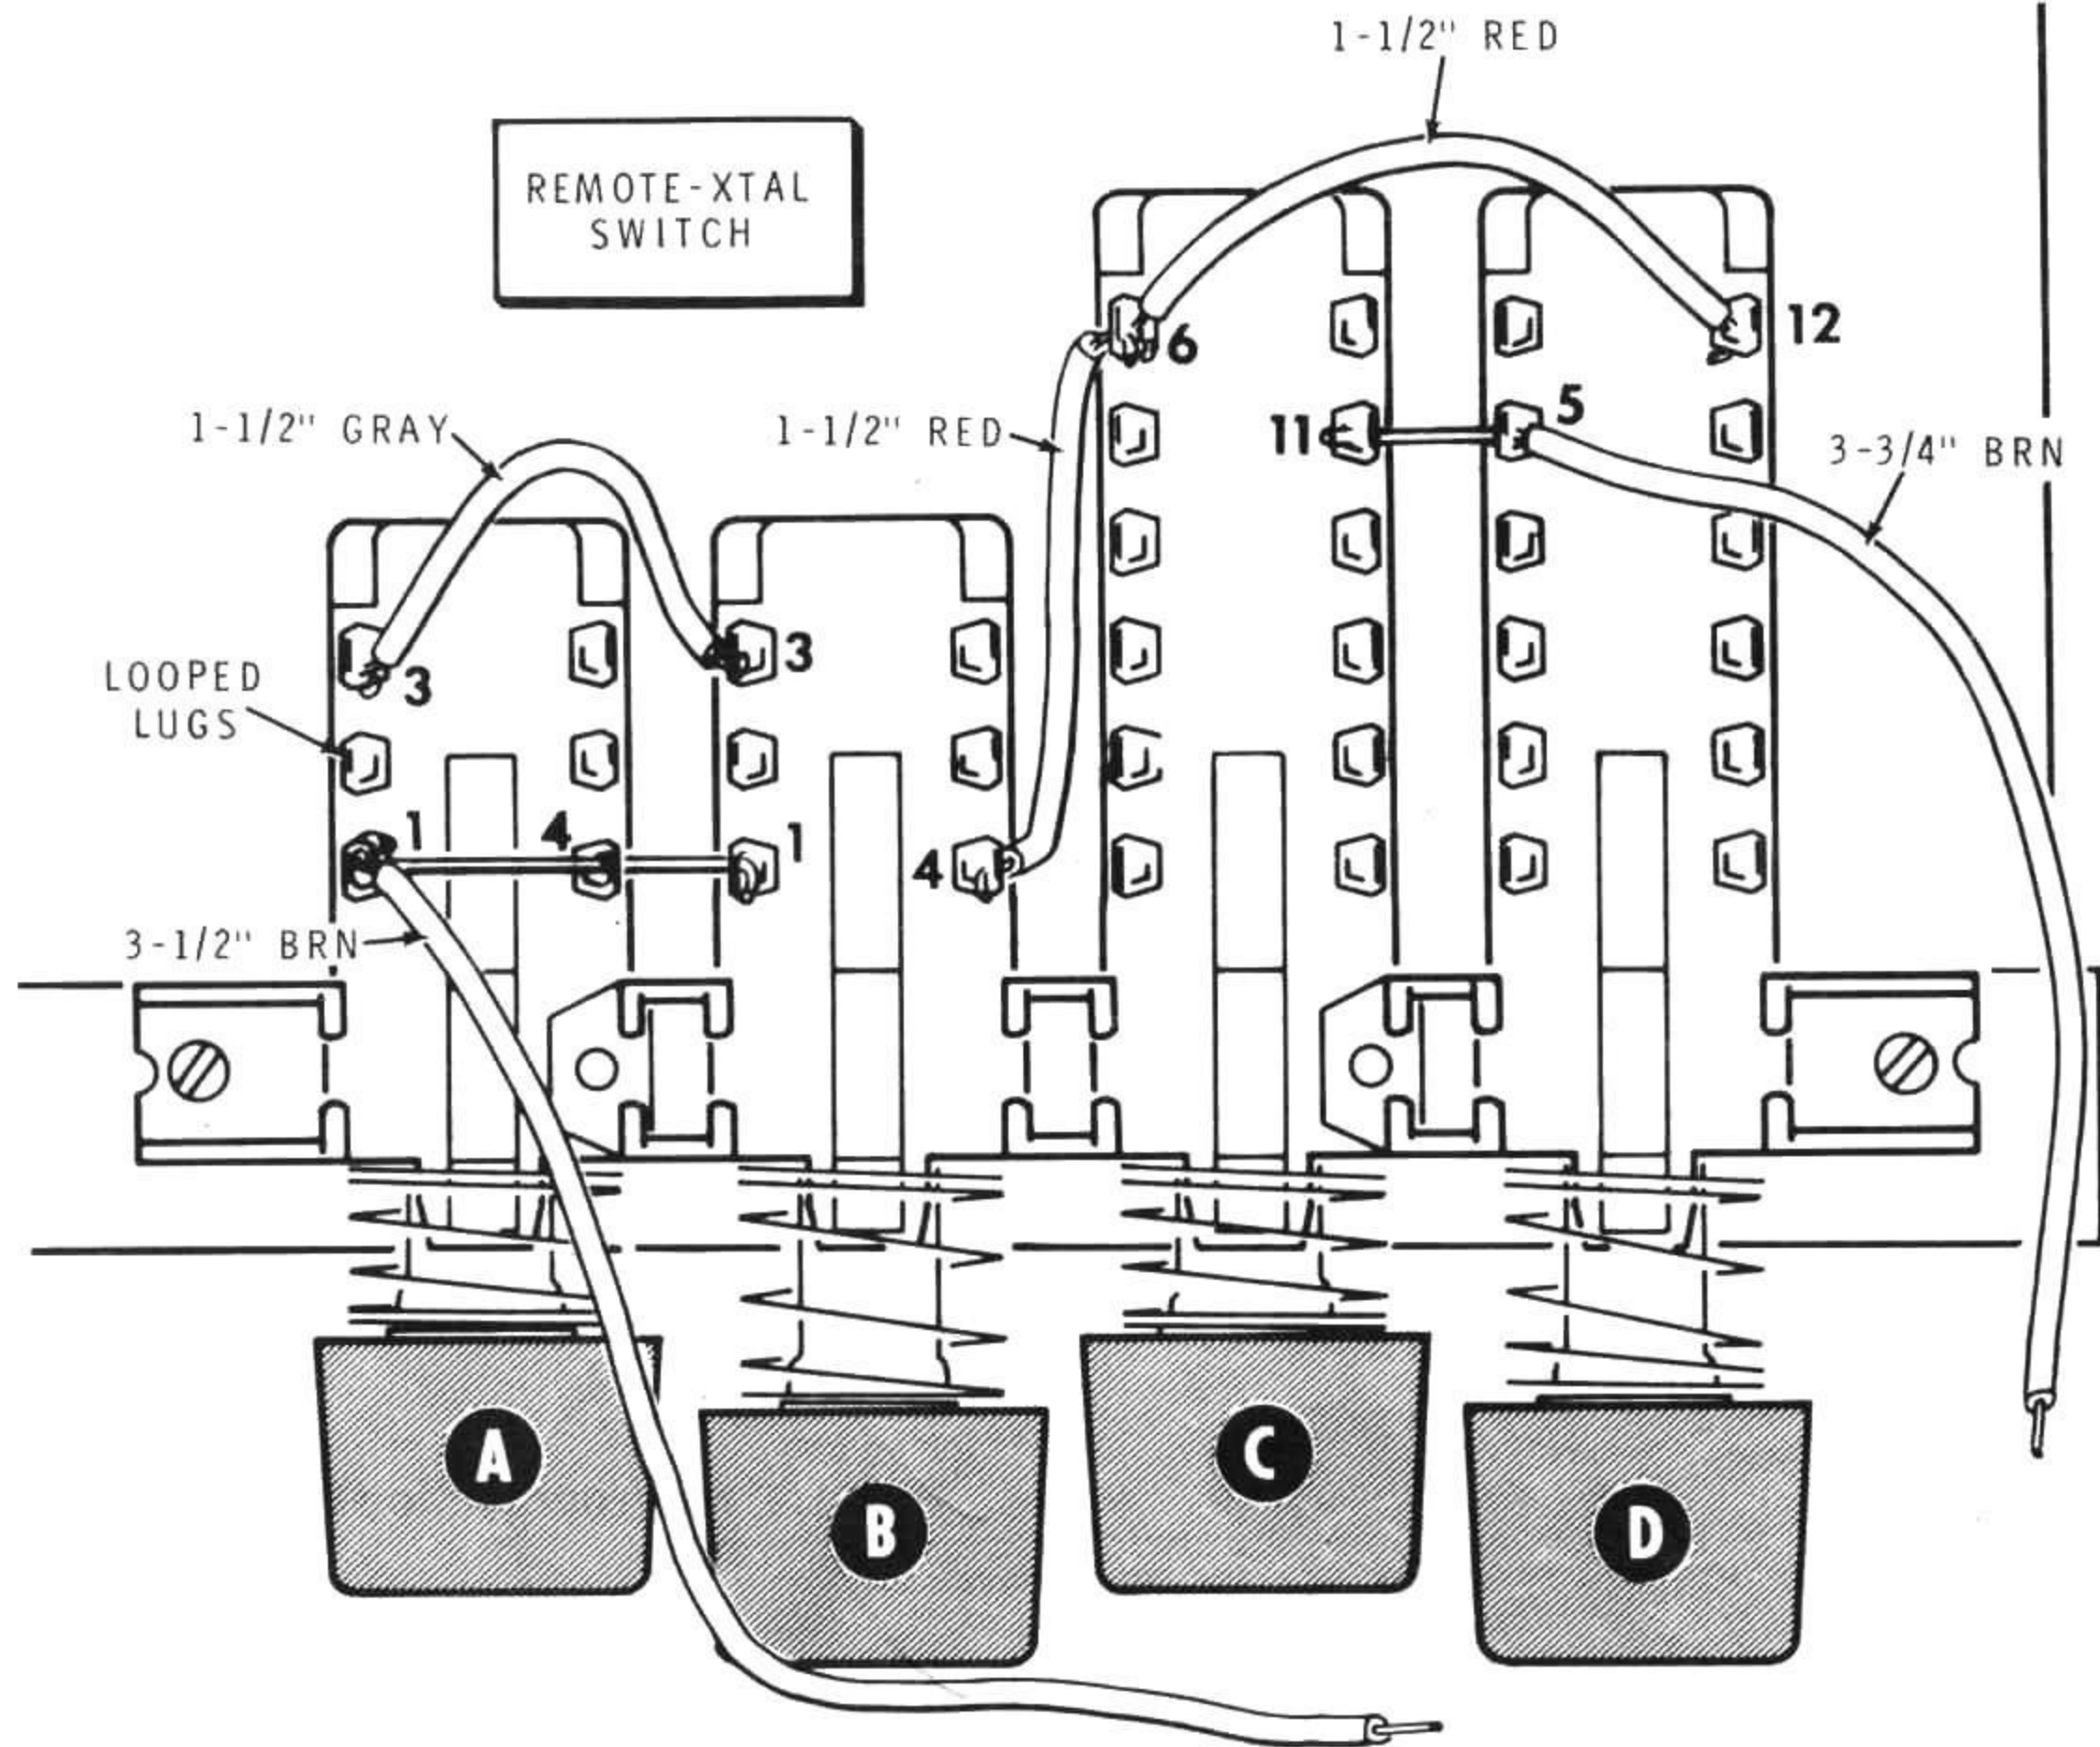 1-1/2" RED
REMOTE-XTAL
SWITCH
6
12
1-1/2" GRAY
1-1/2" RED
11
5
3-3/4" BRN
3
3
LOOPED
LUGS
1
4
1
4
3-1/2" BRN
A
B
C
D